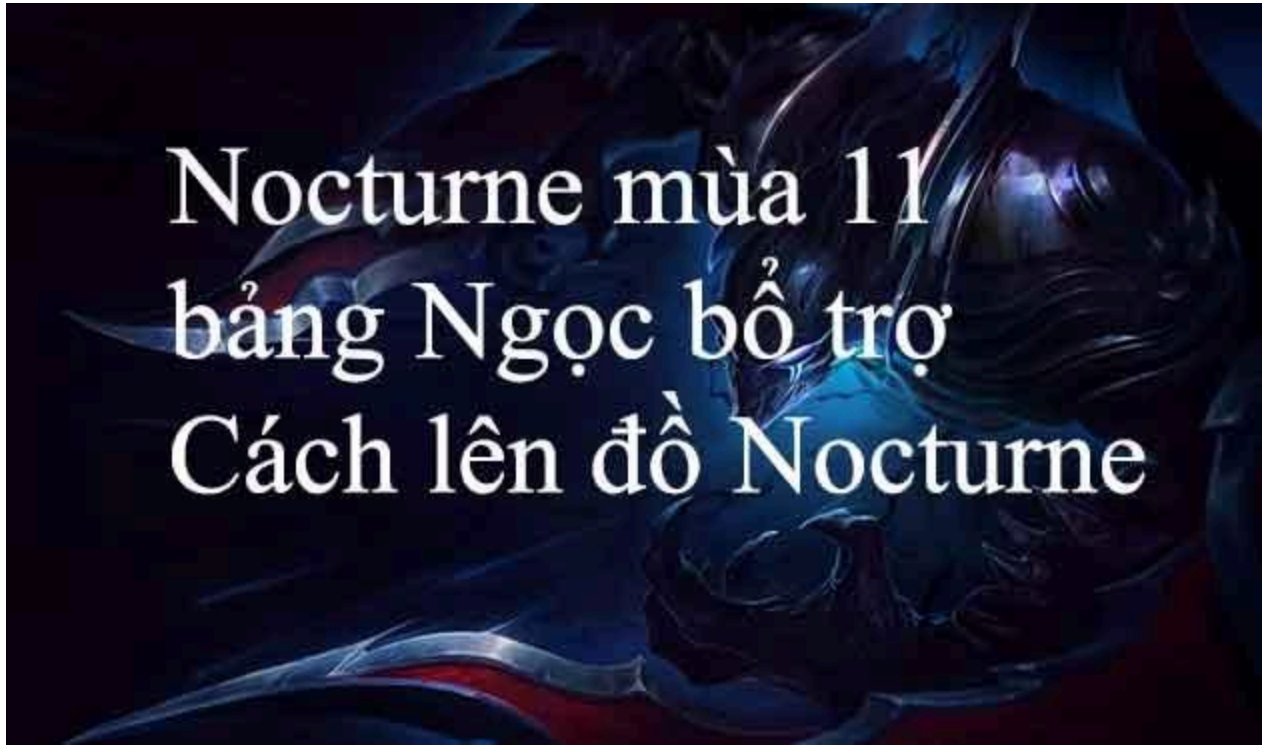 Nocturne mùa 11
bảng Ngọc bổ trợ
Cách lên đồ Nocturne